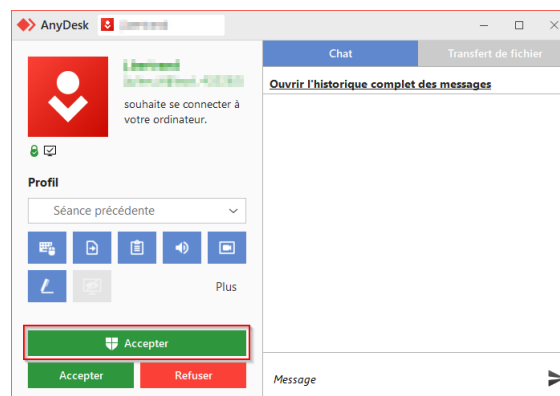 AnyDesk
Chat
Transfert de fichier
Ouvrir l'historique complet des messages
souhaite se connecter à
votre ordinateur.
Profil
Séance précédente
Plus
Accepter
Accepter
Refuser
Message